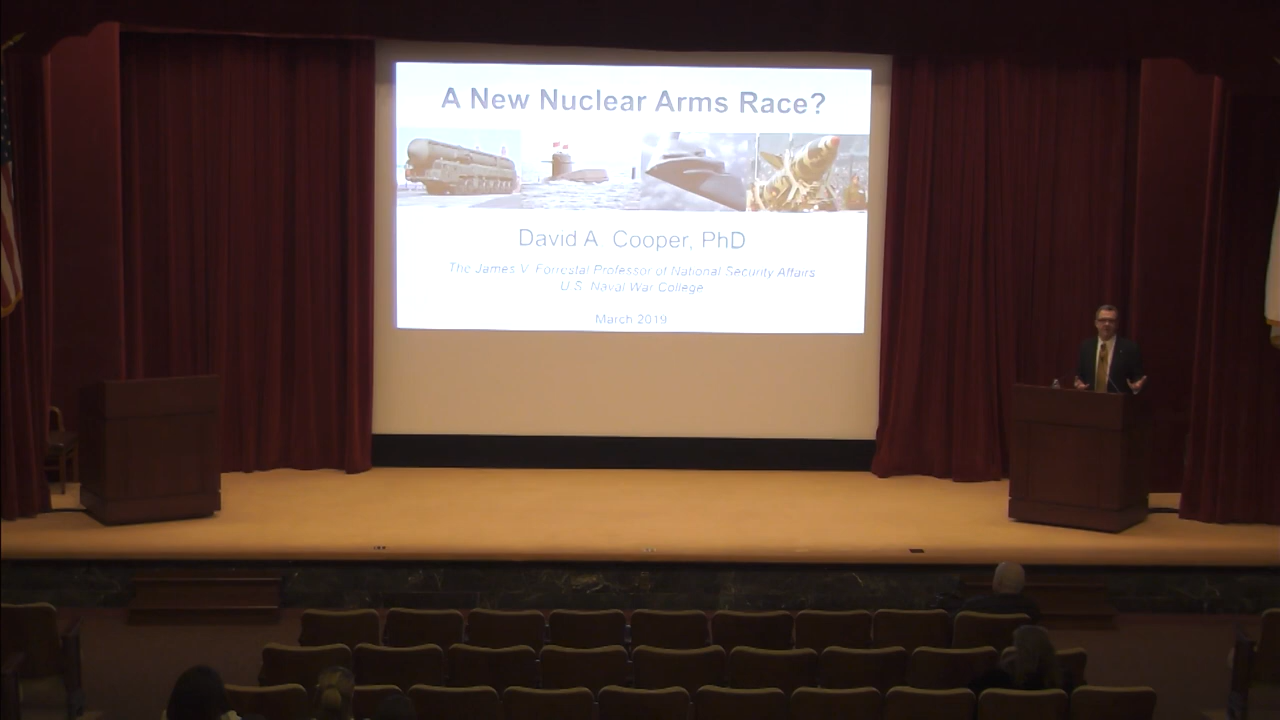 A New Nuclear Arms Race?
David A Cooper, PhD
The James V. Forrestal Professor of National Security Affairs
U.S. Naval War College
March 2019